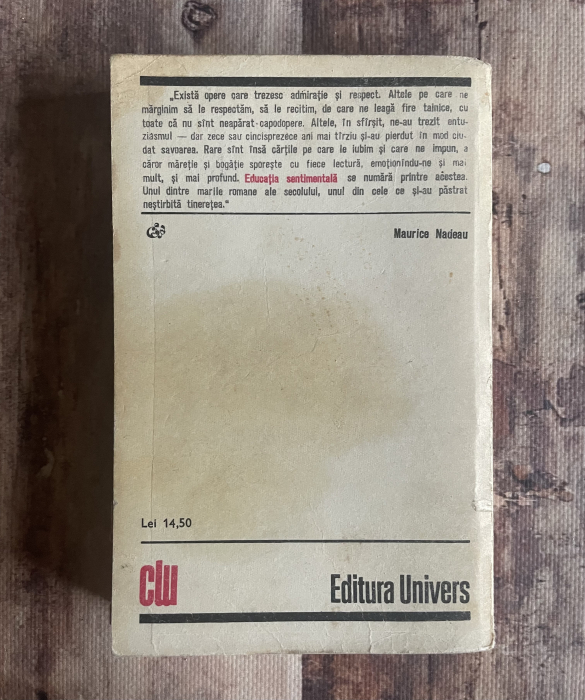 „Există opere care trezesc admirație și respect. Altele pe care ne
mărginim să le respectăm, să le recitim, de care ne leagă fire tainice, cu
toate că nu sînt neapărat capodopere. Altele, în sfîrșit, ne-au trezit entu-
ziasmul — dar zece sau cincisprezece ani mai tîrziu și-au pierdut în mod ciu-
dat savoarea. Rare sînt însă cărțile pe care le iubim și care ne impun, a
căror măreție și bogăție sporește cu fiece lectură, emoționîndu-ne și mai
mult, și mai profund. Educația sentimentală se numără printre acestea.
Unul dintre marile romane ale secolului, unul din cele ce și-au păstrat
neștirbită tinerețea.“
Maurice Nadeau
Lei 14,50
clu
Editura Univers